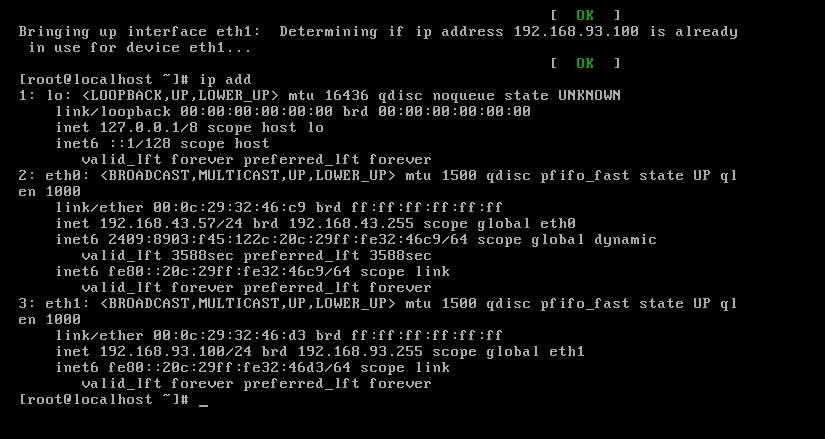 [  OK  ]
Bringing up interface eth1:  Determining if ip address 192.168.93.100 is already
 in use for device eth1...
[  OK  ]
[root@localhost ~]# ip add
1: lo: <LOOPBACK,UP,LOWER_UP> mtu 16436 qdisc noqueue state UNKNOWN
    link/loopback 00:00:00:00:00:00 brd 00:00:00:00:00:00
    inet 127.0.0.1/8 scope host lo
    inet6 ::1/128 scope host
       valid_lft forever preferred_lft forever
2: eth0: <BROADCAST,MULTICAST,UP,LOWER_UP> mtu 1500 qdisc pfifo_fast state UP ql
en 1000
    link/ether 00:0c:29:32:46:c9 brd ff:ff:ff:ff:ff:ff
    inet 192.168.43.57/24 brd 192.168.43.255 scope global eth0
    inet6 2409:8903:f45:122c:20c:29ff:fe32:46c9/64 scope global dynamic
       valid_lft 3588sec preferred_lft 3588sec
    inet6 fe80::20c:29ff:fe32:46c9/64 scope link
       valid_lft forever preferred_lft forever
3: eth1: <BROADCAST,MULTICAST,UP,LOWER_UP> mtu 1500 qdisc pfifo_fast state UP ql
en 1000
    link/ether 00:0c:29:32:46:d3 brd ff:ff:ff:ff:ff:ff
    inet 192.168.93.100/24 brd 192.168.93.255 scope global eth1
    inet6 fe80::20c:29ff:fe32:46d3/64 scope link
       valid_lft forever preferred_lft forever
[root@localhost ~]# _